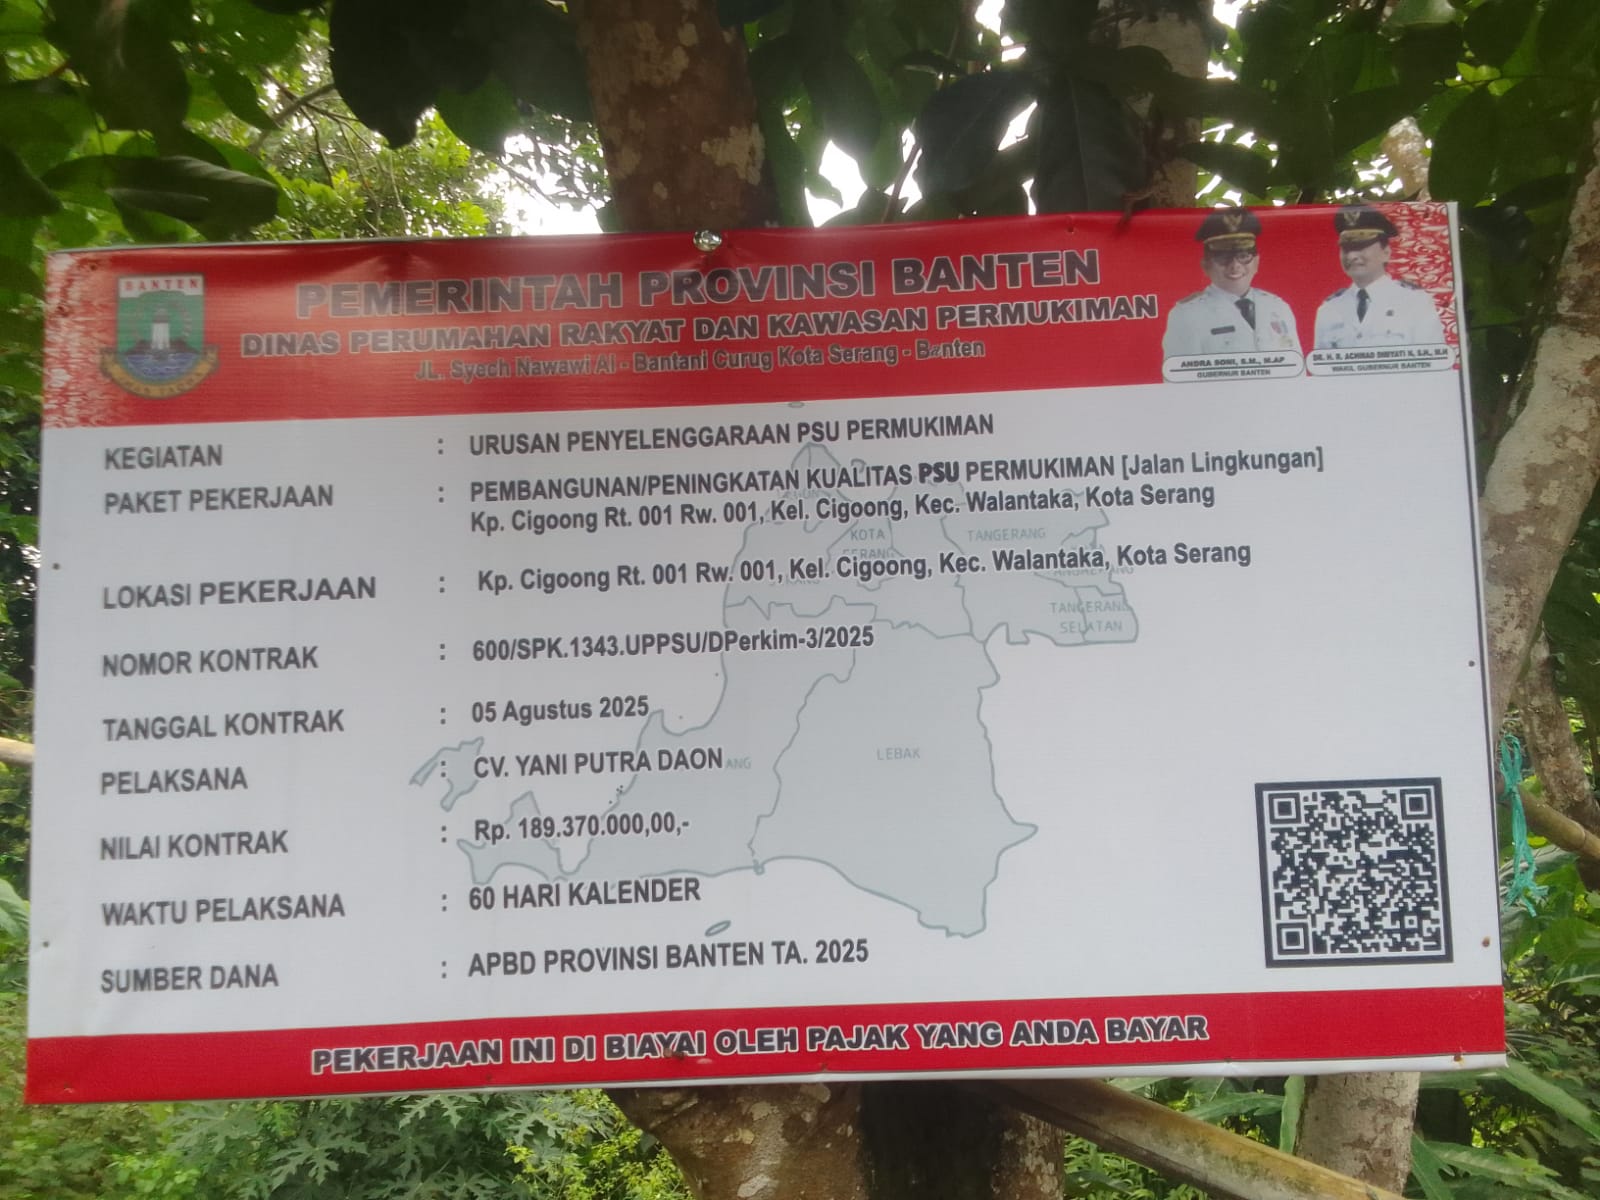 BANTEN
PEMERINTAH PROVINSI BANTEN
DINAS PERUMAHAN RAKYAT DAN KAWASAN PERMUKIMAN
JL. Syech Nawawi Al - Bantani Curug Kota Serang - Banten
ANDRA SONI, S.M., M.AP
GUBERNUR BANTEN
DR. H. R. ACHMAD DIMYATI N, S.H., M.H
WAKIL GUBERNUR BANTEN
KEGIATAN : URUSAN PENYELENGGARAAN PSU PERMUKIMAN
PAKET PEKERJAAN : PEMBANGUNAN/PENINGKATAN KUALITAS PSU PERMUKIMAN [Jalan Lingkungan]
Kp. Cigoong Rt. 001 Rw. 001, Kel. Cigoong, Kec. Walantaka, Kota Serang
LOKASI PEKERJAAN : Kp. Cigoong Rt. 001 Rw. 001, Kel. Cigoong, Kec. Walantaka, Kota Serang
NOMOR KONTRAK : 600/SPK.1343.UPPSU/DPerkim-3/2025
TANGGAL KONTRAK : 05 Agustus 2025
PELAKSANA : CV. YANI PUTRA DAON
NILAI KONTRAK : Rp. 189.370.000,00,-
WAKTU PELAKSANA : 60 HARI KALENDER
SUMBER DANA : APBD PROVINSI BANTEN TA. 2025
KOTA
SERANG
TANGERANG
TANGERANG
SELATAN
LEBAK
PEKERJAAN INI DI BIAYAI OLEH PAJAK YANG ANDA BAYAR